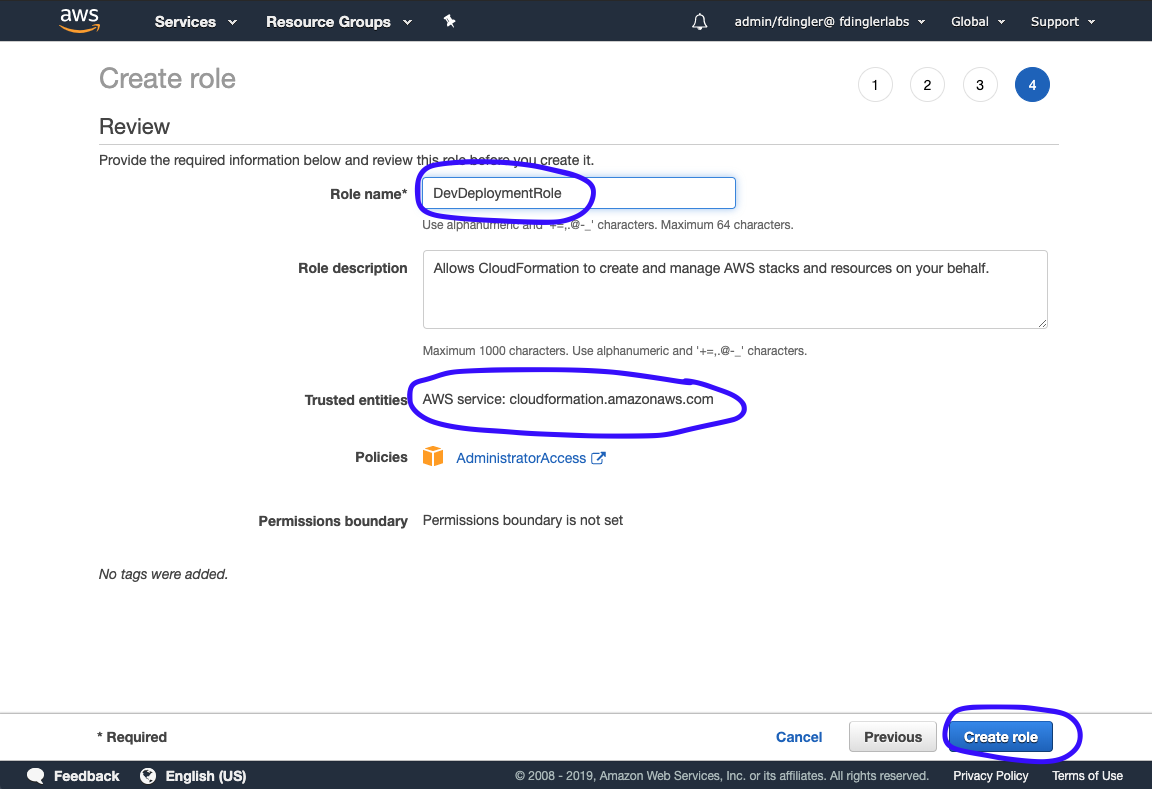 aws Services Resource Groups admin/fdingler@ fdinglerlabs Global Support
Create role 1 2 3 4
Review
Provide the required information below and review this role before you create it.
Role name* DevDeploymentRole
Use alphanumeric and '+=,.@-_' characters. Maximum 64 characters.
Role description Allows CloudFormation to create and manage AWS stacks and resources on your behalf.
Maximum 1000 characters. Use alphanumeric and '+=,.@-_' characters.
Trusted entities AWS service: cloudformation.amazonaws.com
Policies AdministratorAccess
Permissions boundary Permissions boundary is not set
No tags were added.
* Required Cancel Previous Create role
Feedback English (US) © 2008 - 2019, Amazon Web Services, Inc. or its affiliates. All rights reserved. Privacy Policy Terms of Use